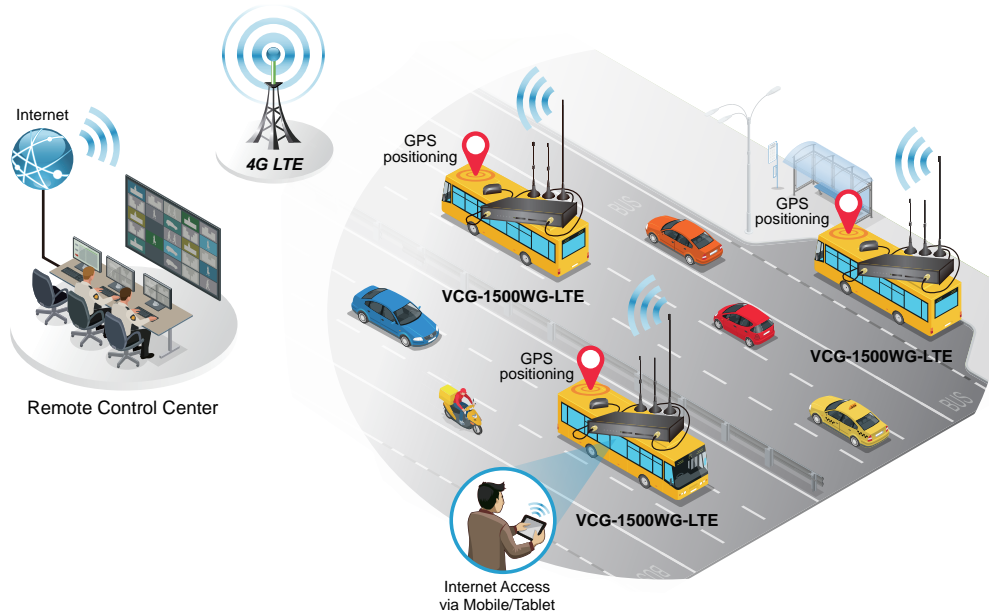 Internet
4G LTE
Remote Control Center
GPS
positioning
VCG-1500WG-LTE
GPS
positioning
VCG-1500WG-LTE
GPS
positioning
VCG-1500WG-LTE
Internet Access
via Mobile/Tablet
BUS
BUS
BUS